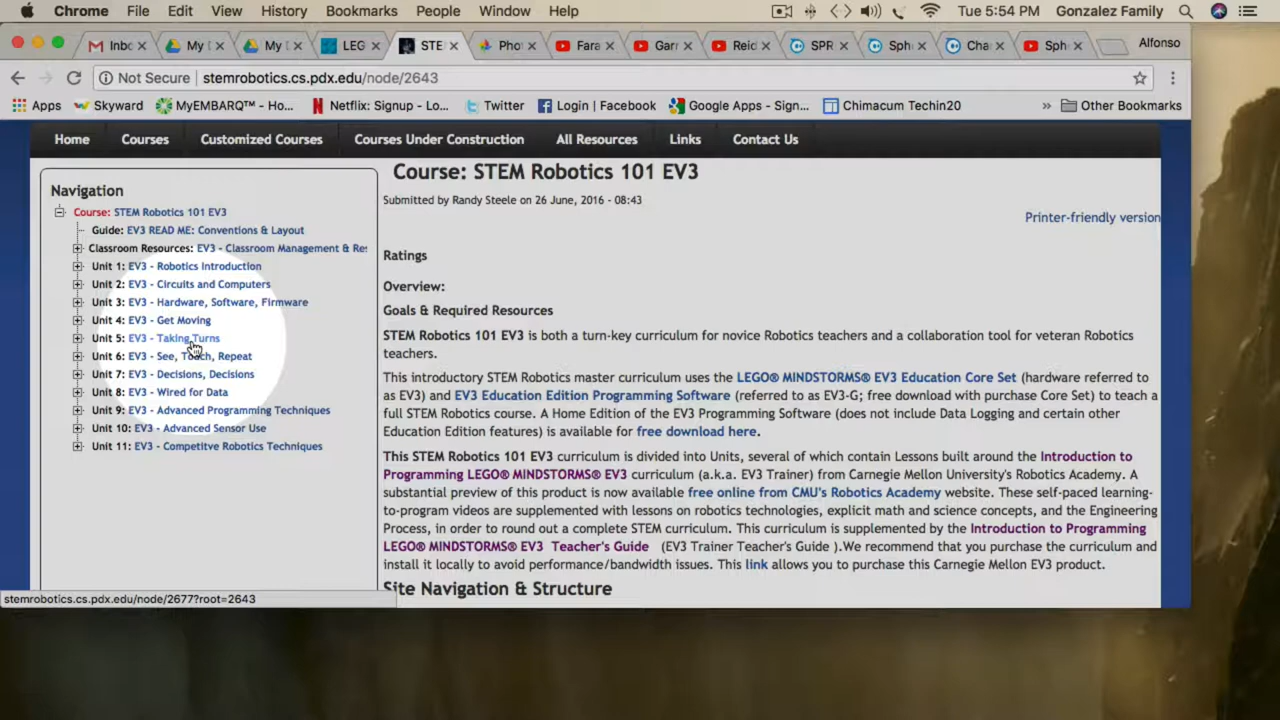 Chrome File Edit View History Bookmarks People Window Help Tue 5:54 PM Gonzalez Family
Inbo My D My D LEG STE Pho Fara Garr Reid SPR Sphe Cha Sph Alfonso
Not Secure stemrobotics.cs.pdx.edu/node/2643
Apps Skyward MyEMBARQ™ - Ho... Netflix: Signup - Lo... Twitter Login | Facebook Google Apps - Sign... Chimacum Techin20 » Other Bookmarks
Home Courses Customized Courses Courses Under Construction All Resources Links Contact Us
Navigation
Course: STEM Robotics 101 EV3
Guide: EV3 READ ME: Conventions & Layout
Classroom Resources: EV3 - Classroom Management & Re
Unit 1: EV3 - Robotics Introduction
Unit 2: EV3 - Circuits and Computers
Unit 3: EV3 - Hardware, Software, Firmware
Unit 4: EV3 - Get Moving
Unit 5: EV3 - Taking Turns
Unit 6: EV3 - See, Touch, Repeat
Unit 7: EV3 - Decisions, Decisions
Unit 8: EV3 - Wired for Data
Unit 9: EV3 - Advanced Programming Techniques
Unit 10: EV3 - Advanced Sensor Use
Unit 11: EV3 - Competitve Robotics Techniques
Course: STEM Robotics 101 EV3
Submitted by Randy Steele on 26 June, 2016 - 08:43
Printer-friendly version
Ratings
Overview:
Goals & Required Resources
STEM Robotics 101 EV3 is both a turn-key curriculum for novice Robotics teachers and a collaboration tool for veteran Robotics
teachers.
This introductory STEM Robotics master curriculum uses the LEGO® MINDSTORMS® EV3 Education Core Set (hardware referred to
as EV3) and EV3 Education Edition Programming Software (referred to as EV3-G; free download with purchase Core Set) to teach a
full STEM Robotics course. A Home Edition of the EV3 Programming Software (does not include Data Logging and certain other
Education Edition features) is available for free download here.
This STEM Robotics 101 EV3 curriculum is divided into Units, several of which contain Lessons built around the Introduction to
Programming LEGO® MINDSTORMS® EV3 curriculum (a.k.a. EV3 Trainer) from Carnegie Mellon University's Robotics Academy. A
substantial preview of this product is now available free online from CMU's Robotics Academy website. These self-paced learning-
to-program videos are supplemented with lessons on robotics technologies, explicit math and science concepts, and the Engineering
Process, in order to round out a complete STEM curriculum. This curriculum is supplemented by the Introduction to Programming
LEGO® MINDSTORMS® EV3 Teacher's Guide (EV3 Trainer Teacher's Guide ).We recommend that you purchase the curriculum and
install it locally to avoid performance/bandwidth issues. This link allows you to purchase this Carnegie Mellon EV3 product.
Site Navigation & Structure
stemrobotics.cs.pdx.edu/node/2677?root=2643